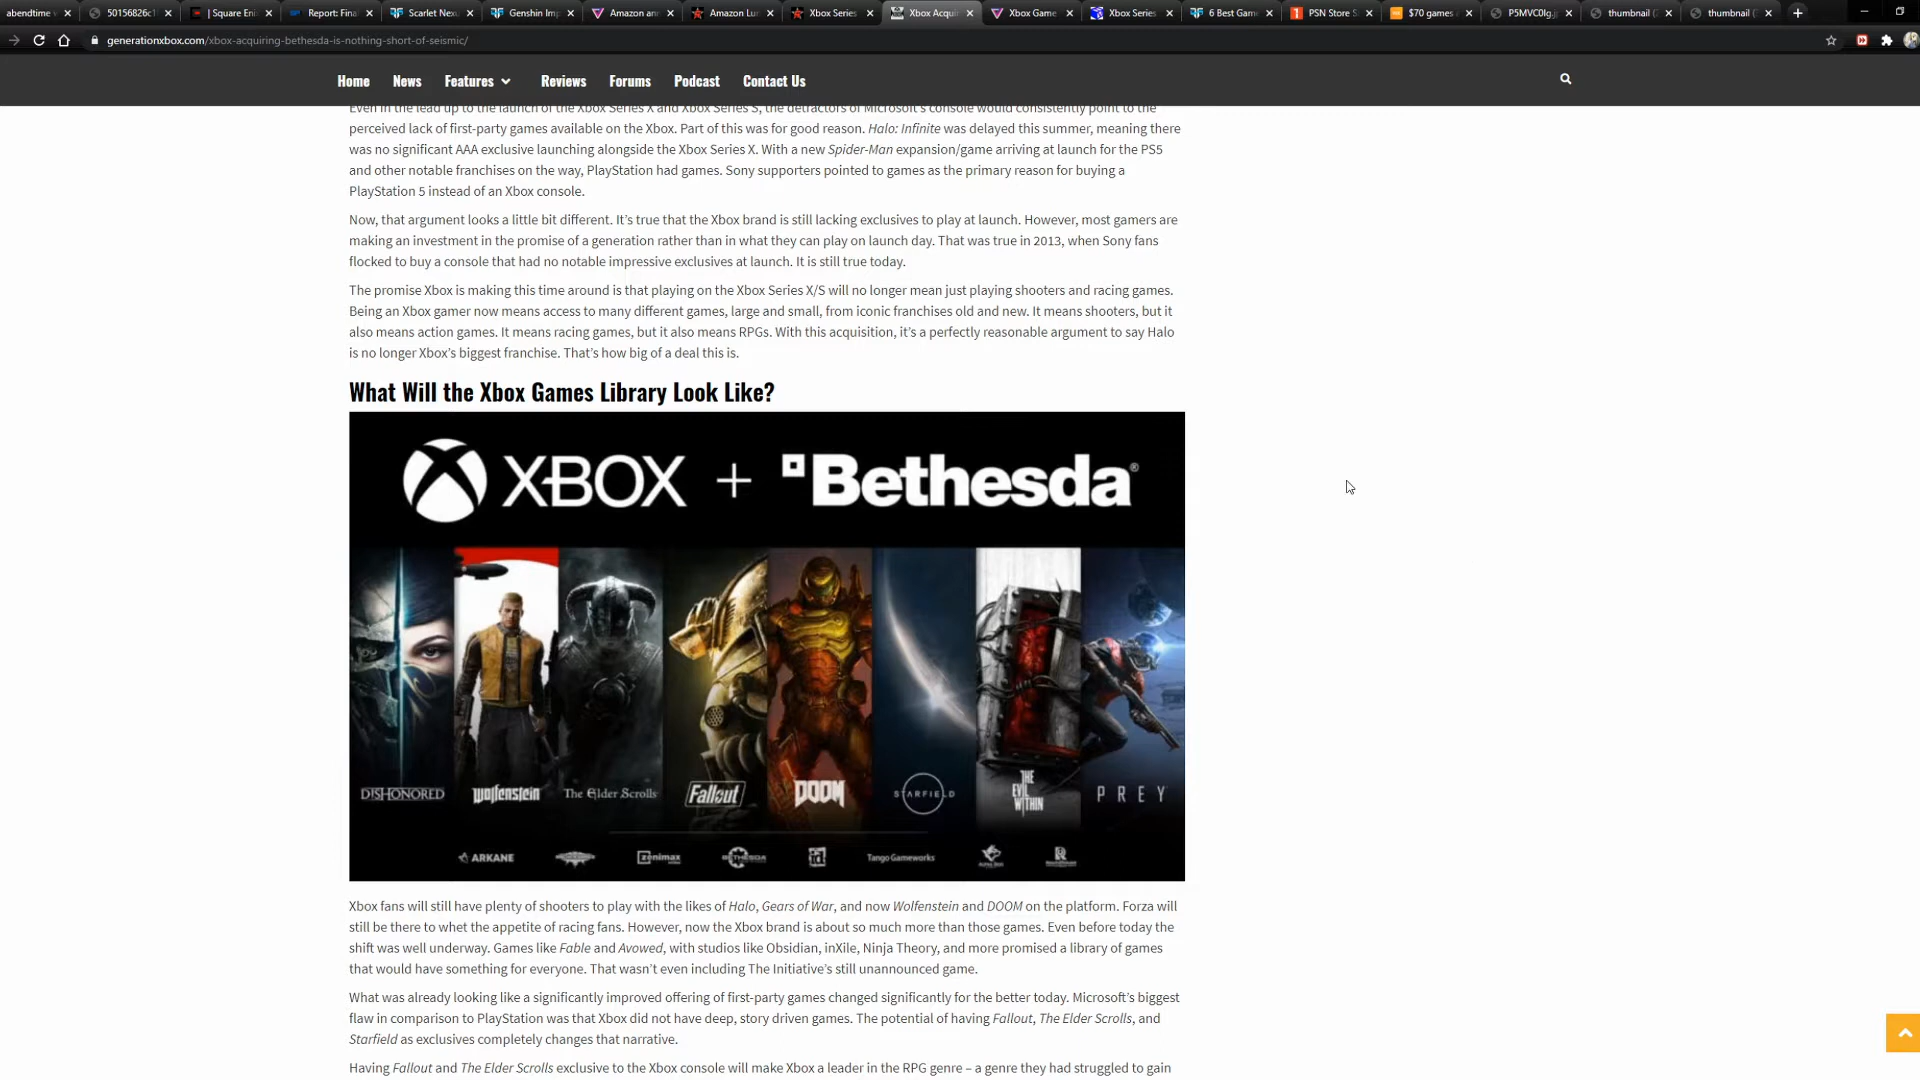 abendtime
50156826c1
| Square Eni
Report: Fina
Scarlet Nexu
Genshin Imp
Amazon an
Amazon Lun
Xbox Series
Xbox Acquir
Xbox Game
Xbox Series
6 Best Game
PSN Store S
$70 games a
P5MVC0lg.j
thumbnail (
thumbnail (
generationxbox.com/xbox-acquiring-bethesda-is-nothing-short-of-seismic/
Home News Features Reviews Forums Podcast Contact Us
Even in the lead up to the launch of the Xbox Series X and Xbox Series S, the detractors of Microsoft's console would consistently point to the
perceived lack of first-party games available on the Xbox. Part of this was for good reason. Halo: Infinite was delayed this summer, meaning there
was no significant AAA exclusive launching alongside the Xbox Series X. With a new Spider-Man expansion/game arriving at launch for the PS5
and other notable franchises on the way, PlayStation had games. Sony supporters pointed to games as the primary reason for buying a
PlayStation 5 instead of an Xbox console.
Now, that argument looks a little bit different. It's true that the Xbox brand is still lacking exclusives to play at launch. However, most gamers are
making an investment in the promise of a generation rather than in what they can play on launch day. That was true in 2013, when Sony fans
flocked to buy a console that had no notable impressive exclusives at launch. It is still true today.
The promise Xbox is making this time around is that playing on the Xbox Series X/S will no longer mean just playing shooters and racing games.
Being an Xbox gamer now means access to many different games, large and small, from iconic franchises old and new. It means shooters, but it
also means action games. It means racing games, but it also means RPGs. With this acquisition, it's a perfectly reasonable argument to say Halo
is no longer Xbox's biggest franchise. That's how big of a deal this is.
What Will the Xbox Games Library Look Like?
XBOX + Bethesda®
DISHONORED Wolfenstein The Elder Scrolls Fallout DOOM STARFIELD THE EVIL WITHIN PREY
ARKANE zenimax BETHESDA id Tango Gameworks
Xbox fans will still have plenty of shooters to play with the likes of Halo, Gears of War, and now Wolfenstein and DOOM on the platform. Forza will
still be there to whet the appetite of racing fans. However, now the Xbox brand is about so much more than those games. Even before today the
shift was well underway. Games like Fable and Avowed, with studios like Obsidian, inXile, Ninja Theory, and more promised a library of games
that would have something for everyone. That wasn't even including The Initiative's still unannounced game.
What was already looking like a significantly improved offering of first-party games changed significantly for the better today. Microsoft's biggest
flaw in comparison to PlayStation was that Xbox did not have deep, story driven games. The potential of having Fallout, The Elder Scrolls, and
Starfield as exclusives completely changes that narrative.
Having Fallout and The Elder Scrolls exclusive to the Xbox console will make Xbox a leader in the RPG genre – a genre they had struggled to gain